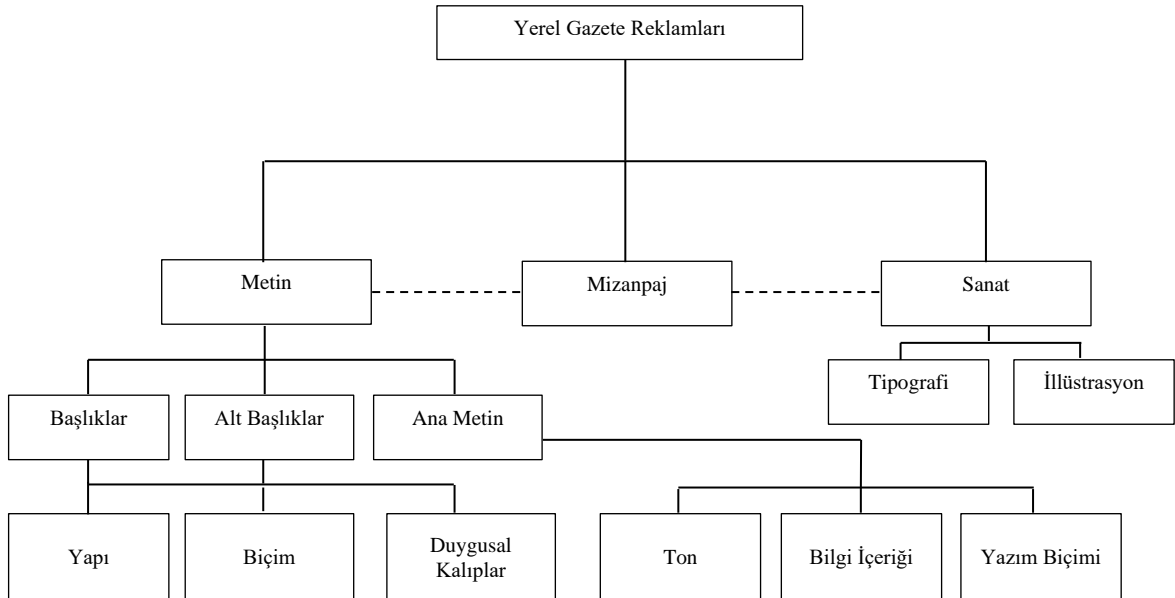 Yerel Gazete Reklamları
Metin
Mizanpaj
Sanat
Tipografi
İllüstrasyon
Başlıklar
Alt Başlıklar
Ana Metin
Yapı
Biçim
Duygusal
Kalıplar
Ton
Bilgi İçeriği
Yazım Biçimi